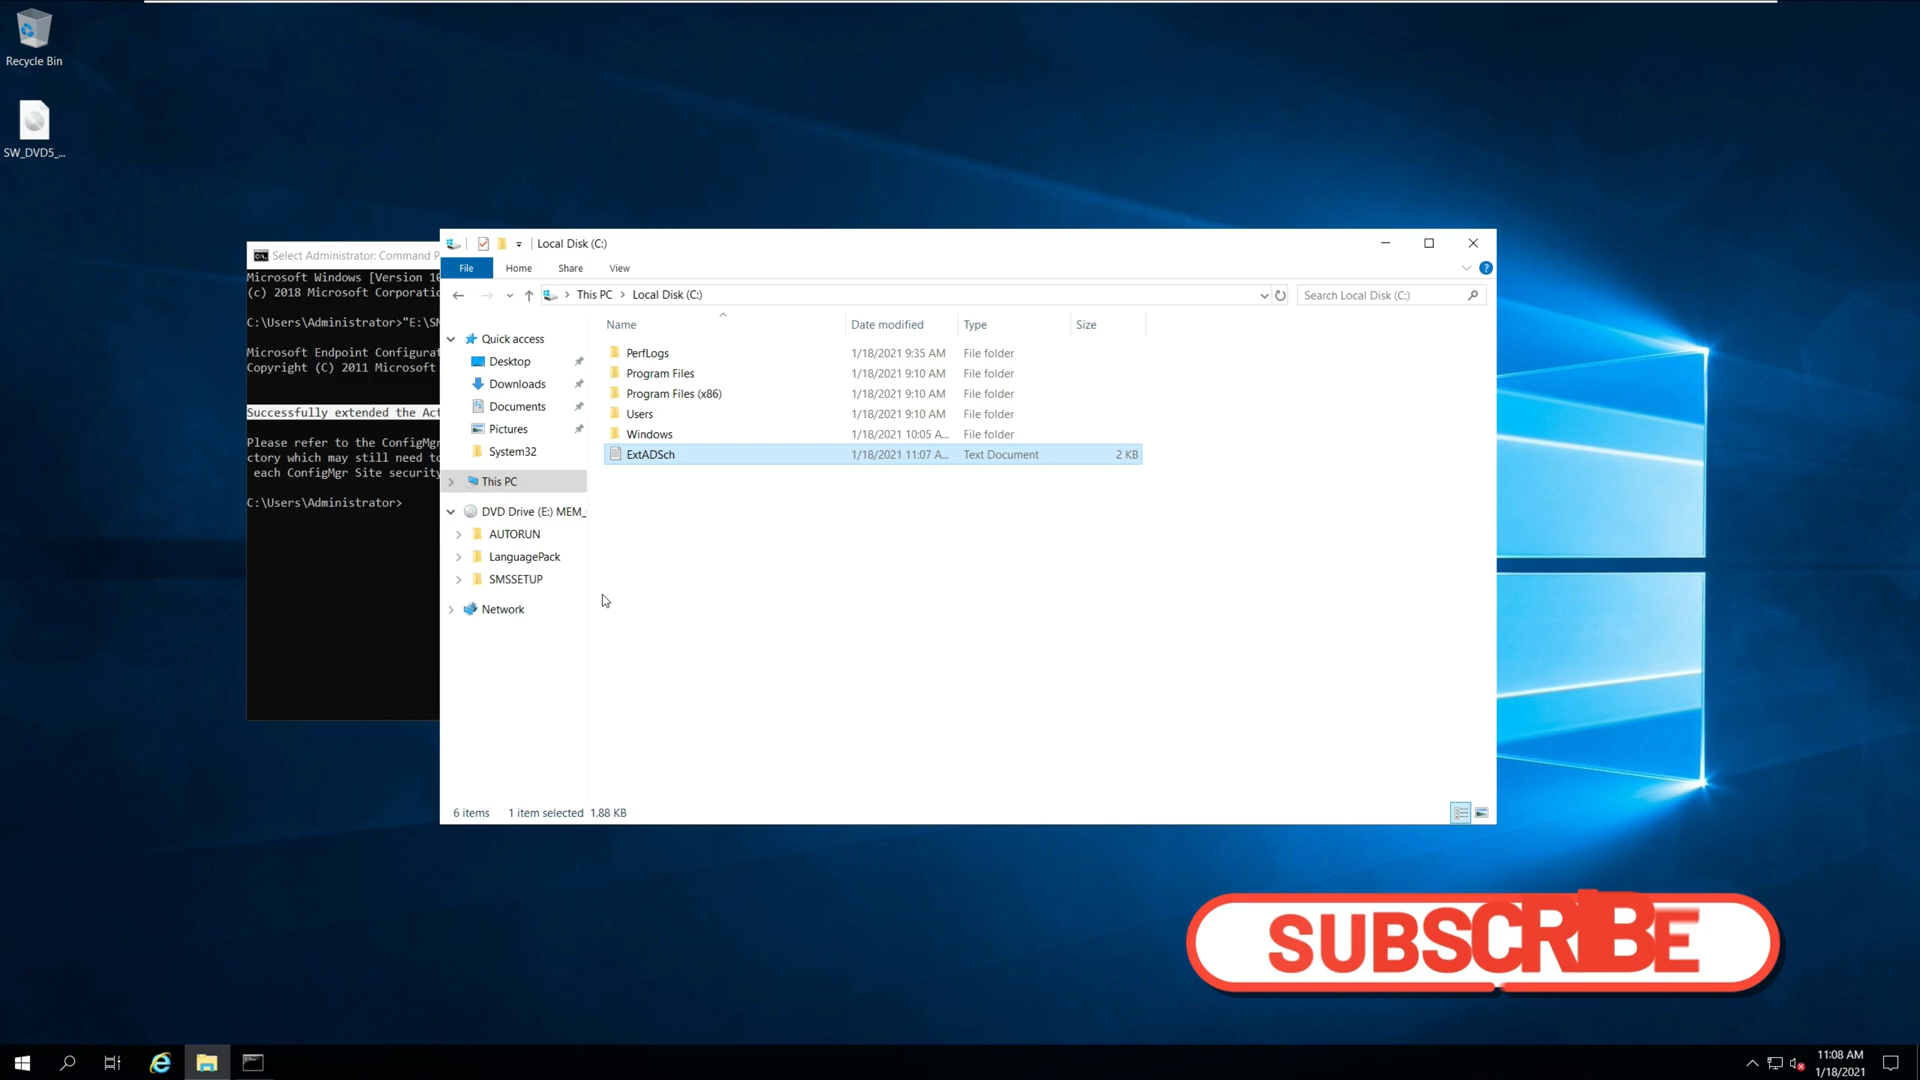 Recycle Bin
SW_DVD5_...
Select Administrator: Command P
Microsoft Windows [Version 10
(c) 2018 Microsoft Corporatio
C:\Users\Administrator>"E:\SM
Microsoft Endpoint Configurat
Copyright (C) 2011 Microsoft
Successfully extended the Act
Please refer to the ConfigMgr
ctory which may still need to
each ConfigMgr Site security
C:\Users\Administrator>
Local Disk (C:)
File Home Share View
This PC Local Disk (C:)
Search Local Disk (C:)
Quick access
Desktop
Downloads
Documents
Pictures
System32
This PC
DVD Drive (E:) MEM_
AUTORUN
LanguagePack
SMSSETUP
Network
Name Date modified Type Size
PerfLogs 1/18/2021 9:35 AM File folder
Program Files 1/18/2021 9:10 AM File folder
Program Files (x86) 1/18/2021 9:10 AM File folder
Users 1/18/2021 9:10 AM File folder
Windows 1/18/2021 10:05 A... File folder
ExtADSch 1/18/2021 11:07 A... Text Document 2 KB
6 items 1 item selected 1.88 KB
SUBSCRIBE
11:08 AM
1/18/2021